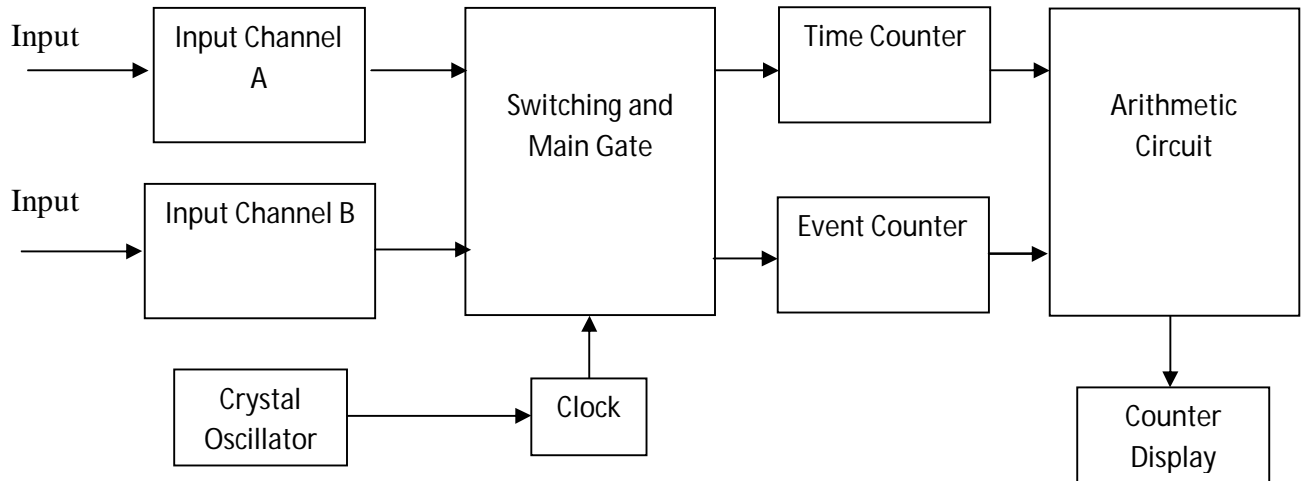 Input
Input Channel
A
Switching and
Main Gate
Time Counter
Arithmetic
Circuit
Input
Input Channel B
Event Counter
Crystal
Oscillator
Clock
Counter
Display